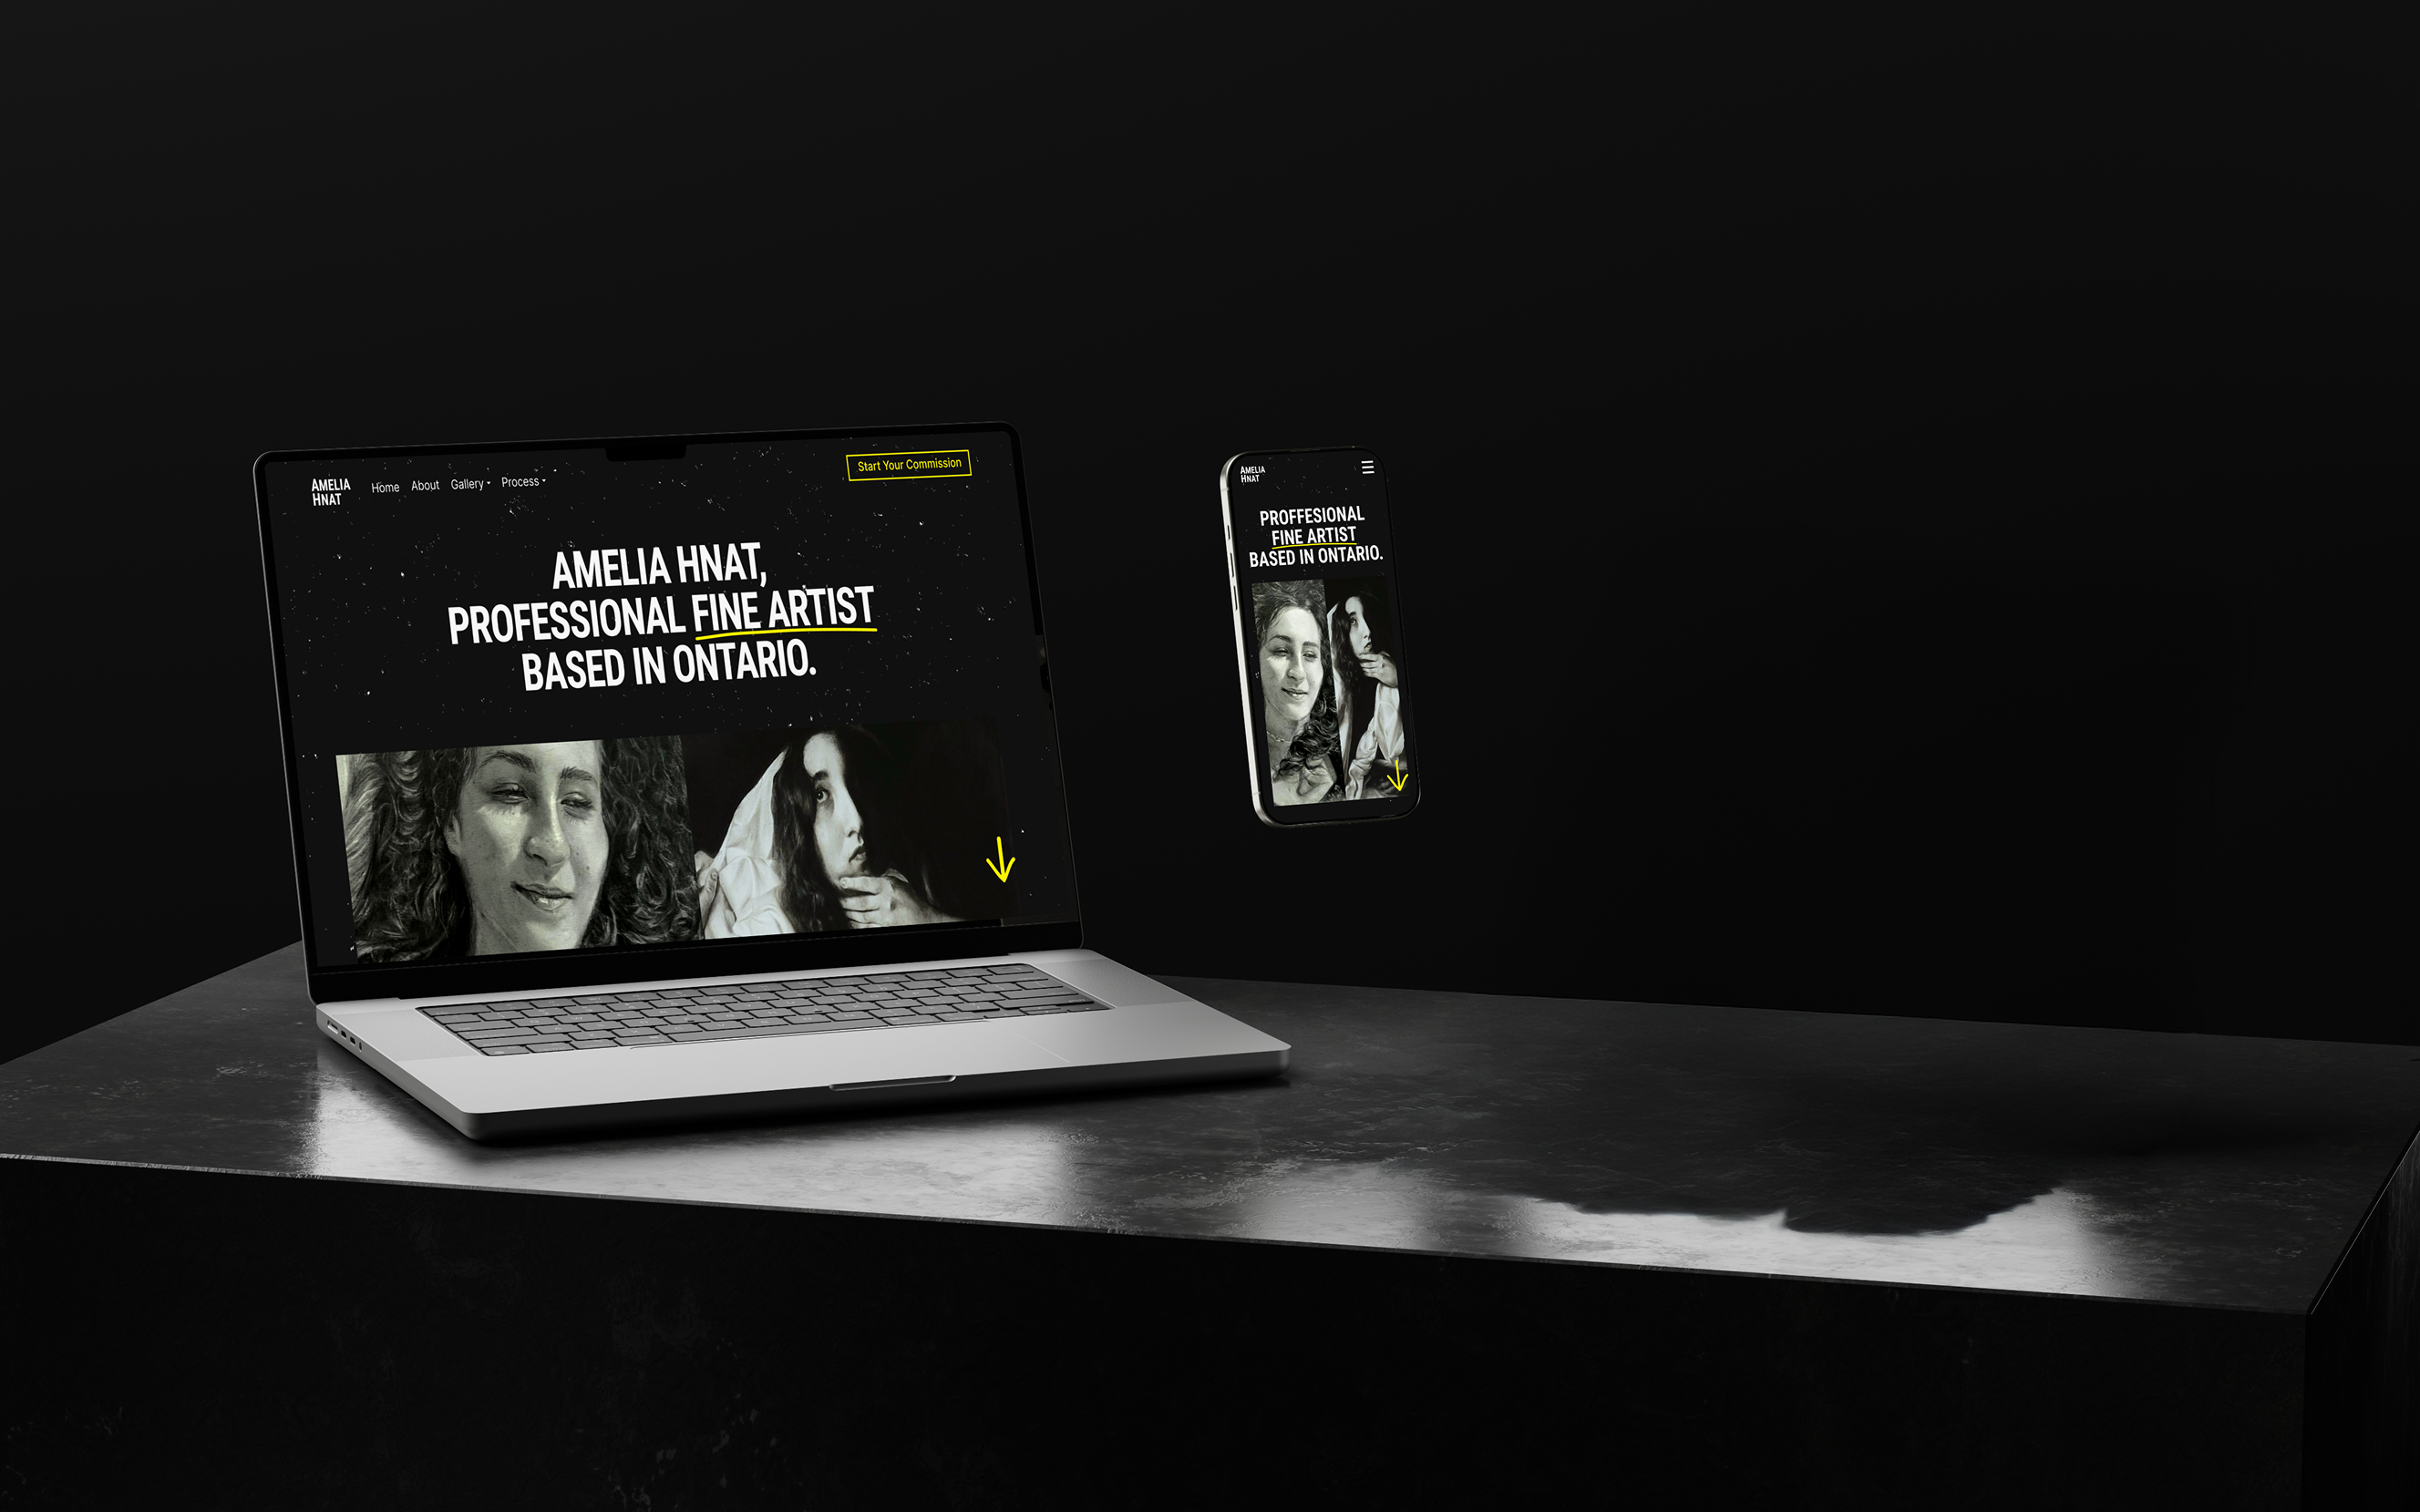 AMELIA
HNAT
Home About Gallery Process
Start Your Commission
AMELIA HNAT,
PROFESSIONAL FINE ARTIST
BASED IN ONTARIO.
AMELIA
HNAT
PROFFESIONAL
FINE ARTIST
BASED IN ONTARIO.